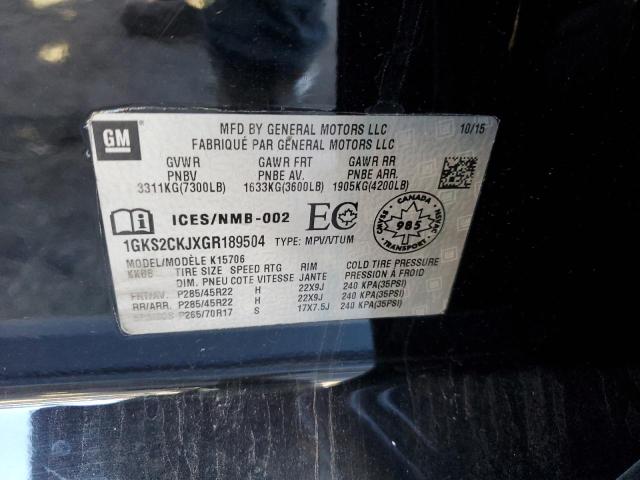 GM
MFD BY GENERAL MOTORS LLC 10/15
FABRIQUÉ PAR GENERAL MOTORS LLC
GVWR GAWR FRT GAWR RR
PNBV PNBE AV. PNBE ARR.
3311KG(7300LB) 1633KG(3600LB) 1905KG(4200LB)
ICES/NMB-002 EC
CANADA
985
1GKS2CKJXGR189504 TYPE: MPV/VTUM
MODEL/MODÈLE K15706
TIRE SIZE SPEED RTG RIM COLD TIRE PRESSURE
DIM. PNEU COTE VITESSE JANTE PRESSION À FROID
FRT/AV. P285/45R22 H 22X9J 240 KPA(35PSI)
RR/ARR. P285/45R22 H 22X9J 240 KPA(35PSI)
P265/70R17 S 17X7.5J 240 KPA(35PSI)